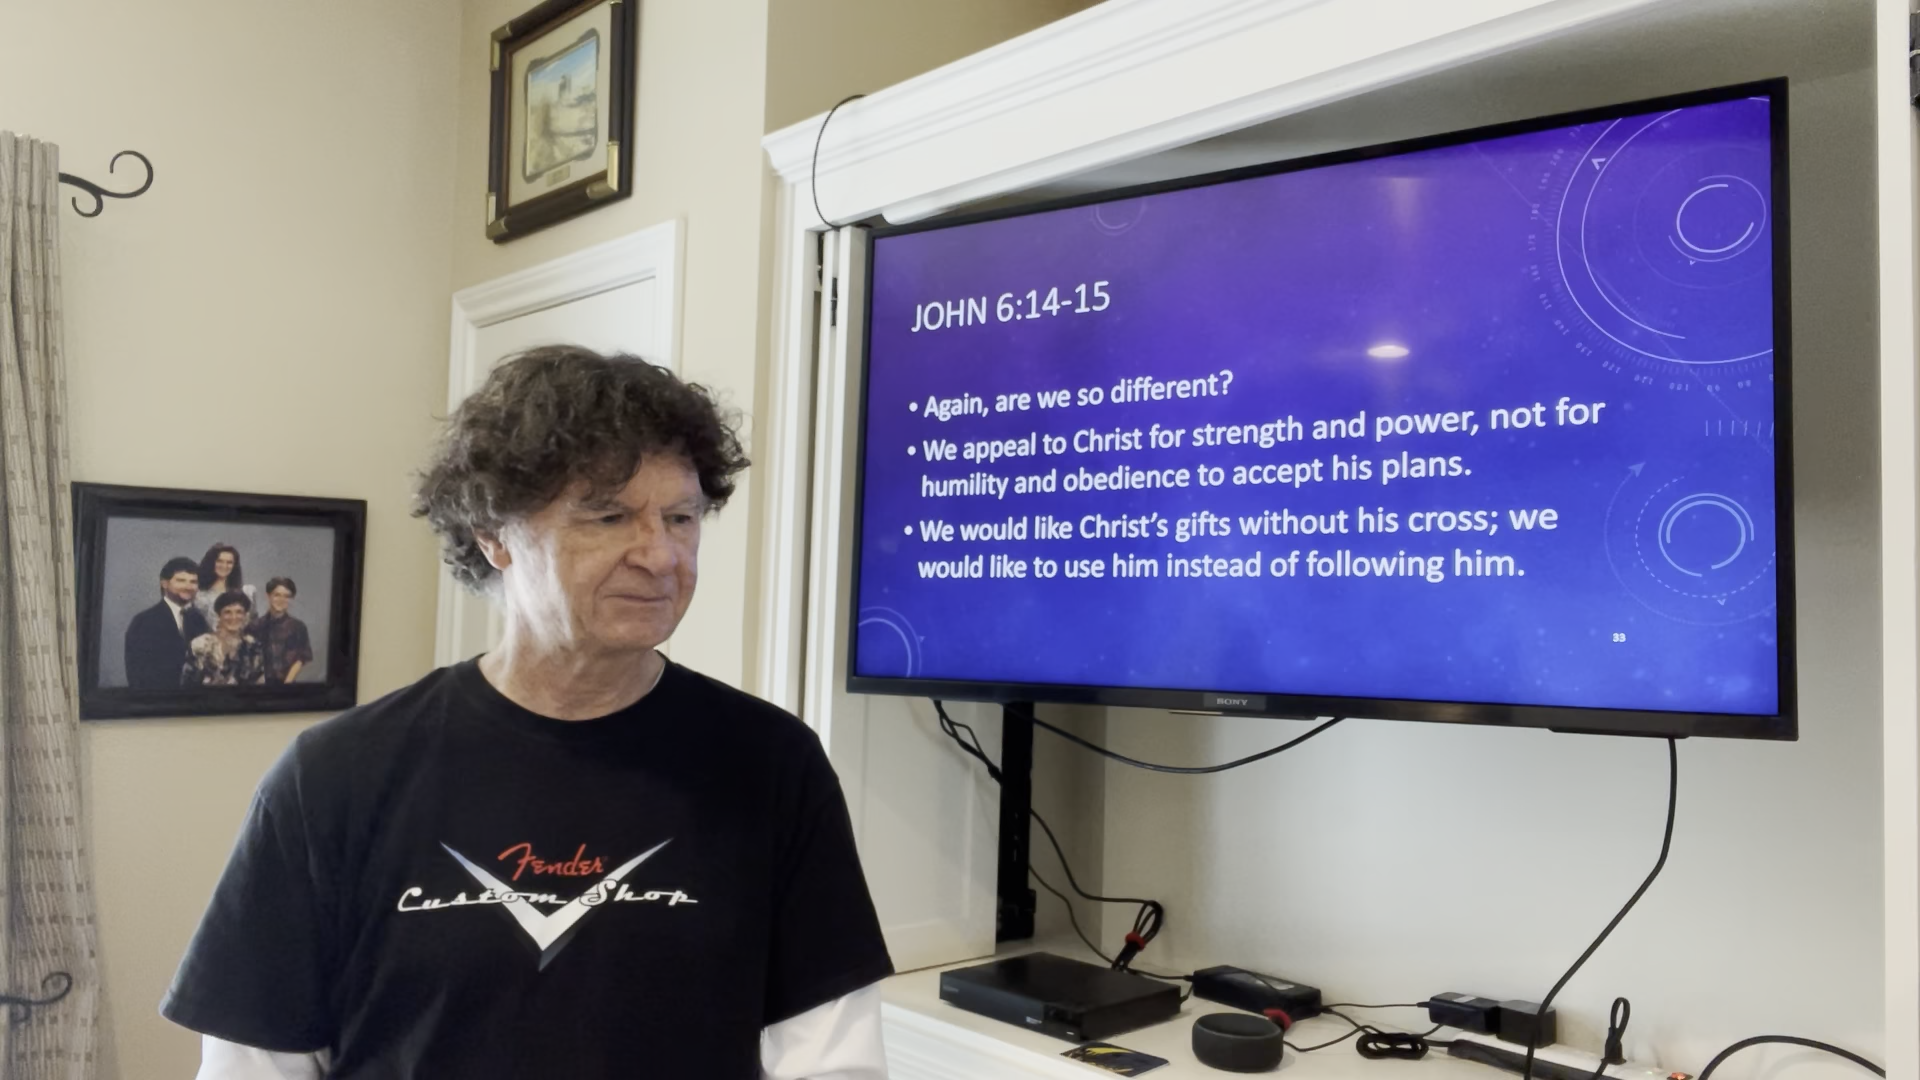 JOHN 6:14-15
• Again, are we so different?
• We appeal to Christ for strength and power, not for
humility and obedience to accept his plans.
• We would like Christ's gifts without his cross; we
would like to use him instead of following him.
33
SONY
Fender
Custom Shop